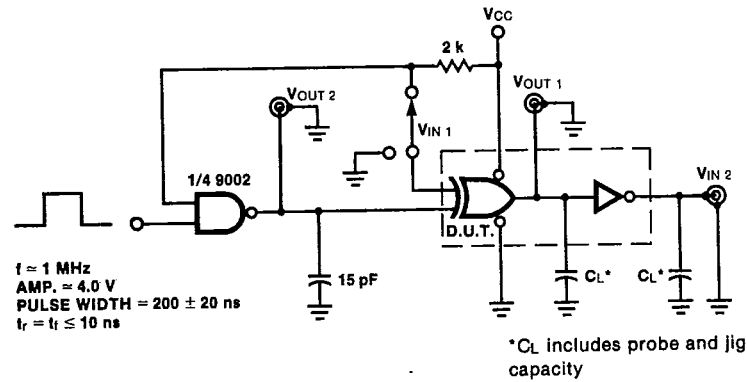 VCC
2 k
VOUT 2
VOUT 1
VIN 1
1/4 9002
VIN 2
D.U.T.
f ≃ 1 MHz
AMP. ≃ 4.0 V
PULSE WIDTH = 200 ± 20 ns
tr = tf ≤ 10 ns
15 pF
CL*
CL*
*CL includes probe and jig
capacity